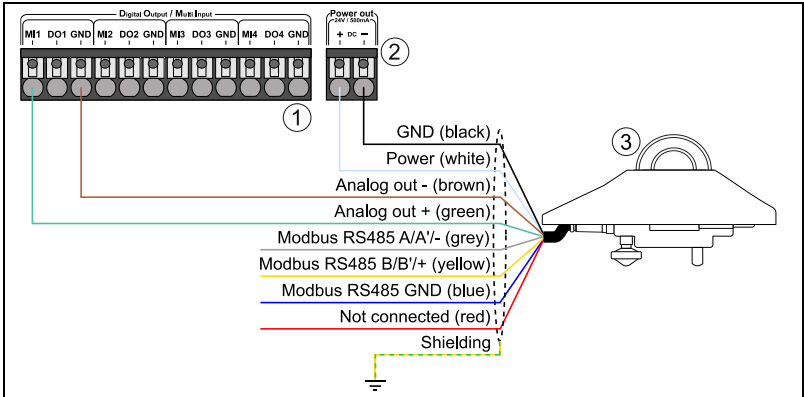 Digital Output / Multi Input
Power out
24V / 500mA
MI1 DO1 GND MI2 DO2 GND MI3 DO3 GND MI4 DO4 GND
+ DC −
2
1
3
GND (black)
Power (white)
Analog out - (brown)
Analog out + (green)
Modbus RS485 A/A'/- (grey)
Modbus RS485 B/B'/+ (yellow)
Modbus RS485 GND (blue)
Not connected (red)
Shielding